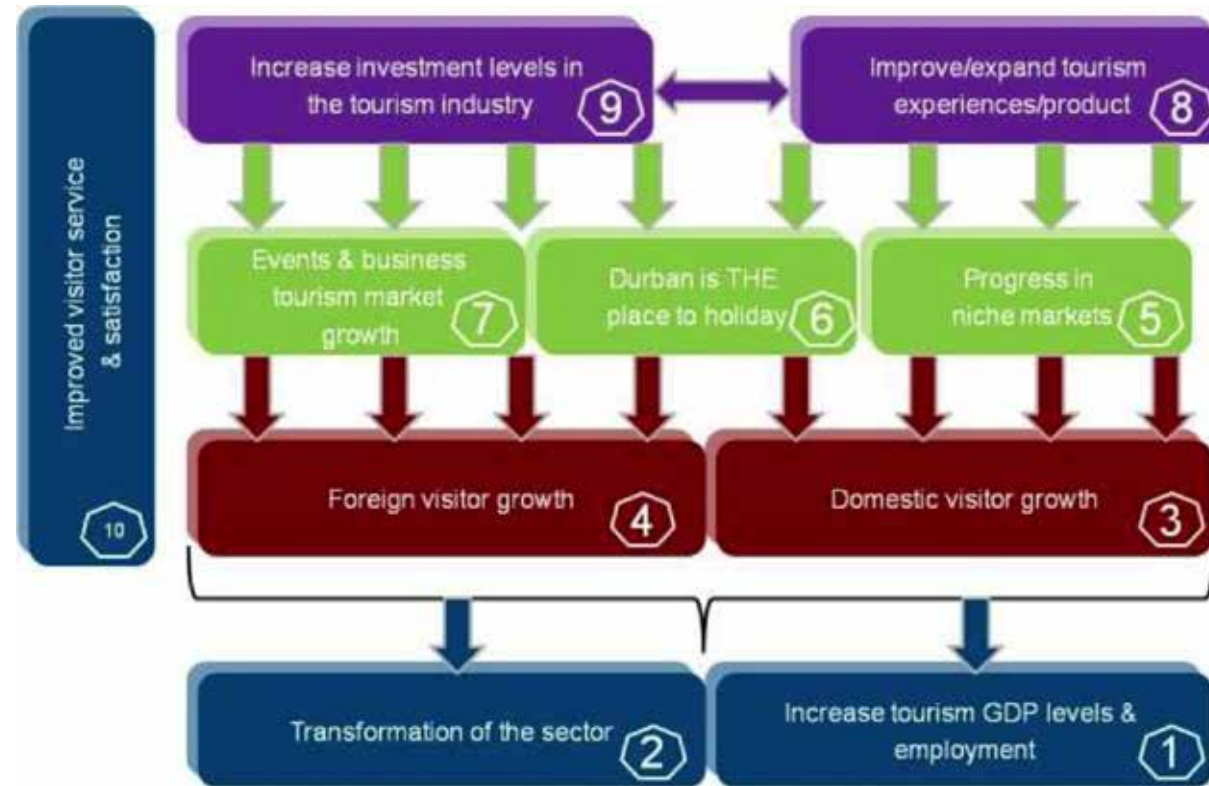 Improved visitor service
& satisfaction
10
Increase investment levels in
the tourism industry
9
Improve/expand tourism
experiences/product
8
Events & business
tourism market
growth
7
Durban is THE
place to holiday
6
Progress in
niche markets
5
Foreign visitor growth
4
Domestic visitor growth
3
Transformation of the sector
2
Increase tourism GDP levels &
employment
1